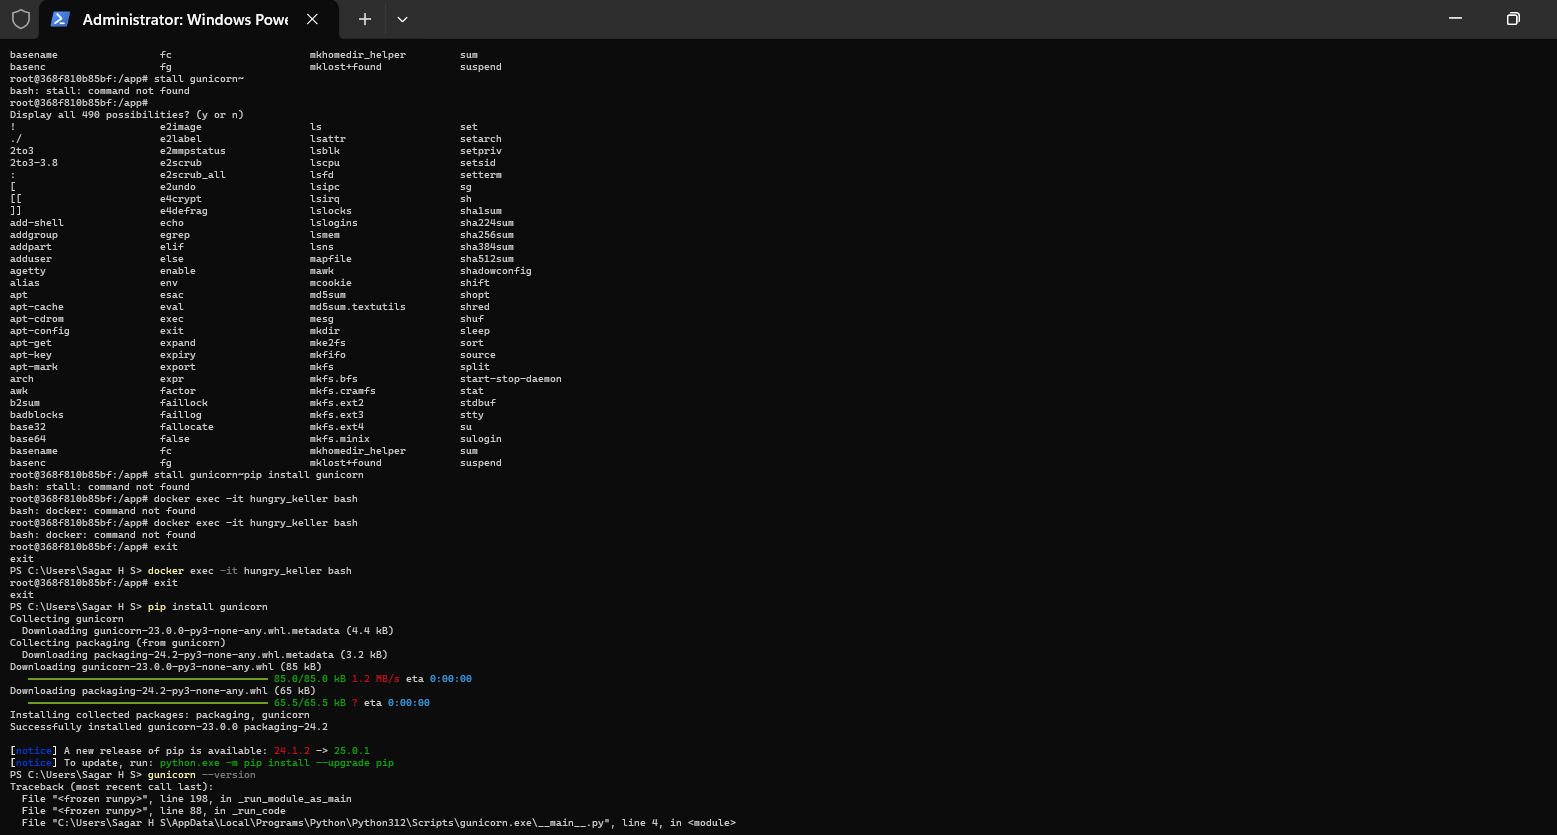 Administrator: Windows Powe
basename fc mkhomedir_helper sum
basenc fg mklost+found suspend
root@368f810b85bf:/app# stall gunicorn~
bash: stall: command not found
root@368f810b85bf:/app#
Display all 490 possibilities? (y or n)
! e2image ls set
./ e2label lsattr setarch
2to3 e2mmpstatus lsblk setpriv
2to3-3.8 e2scrub lscpu setsid
: e2scrub_all lsfd setterm
[ e2undo lsipc sg
[[ e4crypt lsirq sh
]] e4defrag lslocks sha1sum
add-shell echo lslogins sha224sum
addgroup egrep lsmem sha256sum
addpart elif lsns sha384sum
adduser else mapfile sha512sum
agetty enable mawk shadowconfig
alias env mcookie shift
apt esac md5sum shopt
apt-cache eval md5sum.textutils shred
apt-cdrom exec mesg shuf
apt-config exit mkdir sleep
apt-get expand mke2fs sort
apt-key expiry mkfifo source
apt-mark export mkfs split
arch expr mkfs.bfs start-stop-daemon
awk factor mkfs.cramfs stat
b2sum faillock mkfs.ext2 stdbuf
badblocks faillog mkfs.ext3 stty
base32 fallocate mkfs.ext4 su
base64 false mkfs.minix sulogin
basename fc mkhomedir_helper sum
basenc fg mklost+found suspend
root@368f810b85bf:/app# stall gunicorn~pip install gunicorn
bash: stall: command not found
root@368f810b85bf:/app# docker exec -it hungry_keller bash
bash: docker: command not found
root@368f810b85bf:/app# docker exec -it hungry_keller bash
bash: docker: command not found
root@368f810b85bf:/app# exit
exit
PS C:\Users\Sagar H S> docker exec -it hungry_keller bash
root@368f810b85bf:/app# exit
exit
PS C:\Users\Sagar H S> pip install gunicorn
Collecting gunicorn
Downloading gunicorn-23.0.0-py3-none-any.whl.metadata (4.4 kB)
Collecting packaging (from gunicorn)
Downloading packaging-24.2-py3-none-any.whl.metadata (3.2 kB)
Downloading gunicorn-23.0.0-py3-none-any.whl (85 kB)
85.0/85.0 kB 1.2 MB/s eta 0:00:00
Downloading packaging-24.2-py3-none-any.whl (65 kB)
65.5/65.5 kB ? eta 0:00:00
Installing collected packages: packaging, gunicorn
Successfully installed gunicorn-23.0.0 packaging-24.2
[notice] A new release of pip is available: 24.1.2 -> 25.0.1
[notice] To update, run: python.exe -m pip install --upgrade pip
PS C:\Users\Sagar H S> gunicorn --version
Traceback (most recent call last):
File "<frozen runpy>", line 198, in _run_module_as_main
File "<frozen runpy>", line 88, in _run_code
File "C:\Users\Sagar H S\AppData\Local\Programs\Python\Python312\Scripts\gunicorn.exe\__main__.py", line 4, in <module>